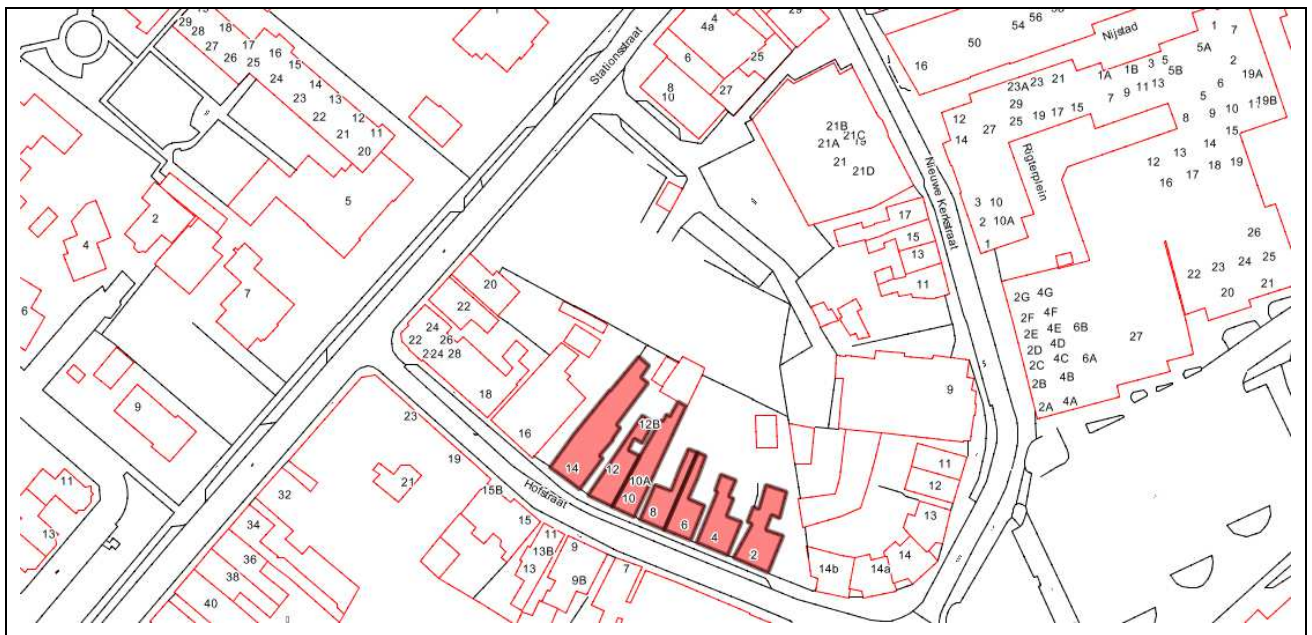 29
28
27
26
18
17
25
16
15
24
14
23
13
22
12
21
11
20
5
2
4
7
6
9
11
13
Stationsstraat
4
4a
6
25
8
10
27
29
16
50
54
56
Nijstad
1
7
5A
2
23A
23
21
1A
1B
3
5
5B
19A
29
7
9
11
13
6
12
14
27
25
19
17
15
5
9
10
19B
8
15
Rigterplein
12
13
14
16
17
18
19
3
10
2
10A
1
26
22
23
24
25
20
21
21B
21C
21A
21
21D
Nieuwe Kerkstraat
17
15
13
11
2G
4G
2F
4F
2E
4E
6B
2D
4D
2C
4C
6A
2B
4B
2A
4A
27
20
22
24
22
26
24
28
18
16
9
14
12
12B
10A
10
8
6
4
2
Hofstraat
11
12
13
14
14a
14b
23
19
21
15B
15
11
13B
13
9
9B
7
32
34
36
38
40